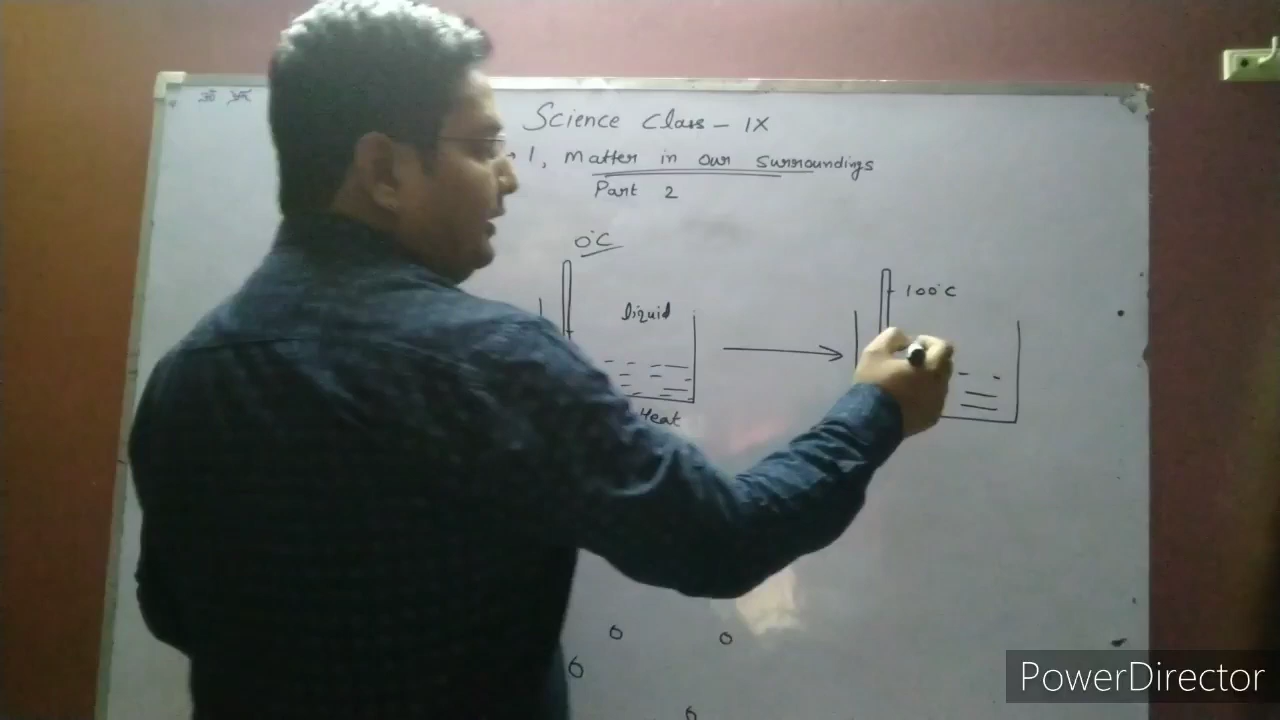 Science Class - IX
1, Matter in our surroundings
Part 2
0°C
liquid
100°C
Heat
PowerDirector